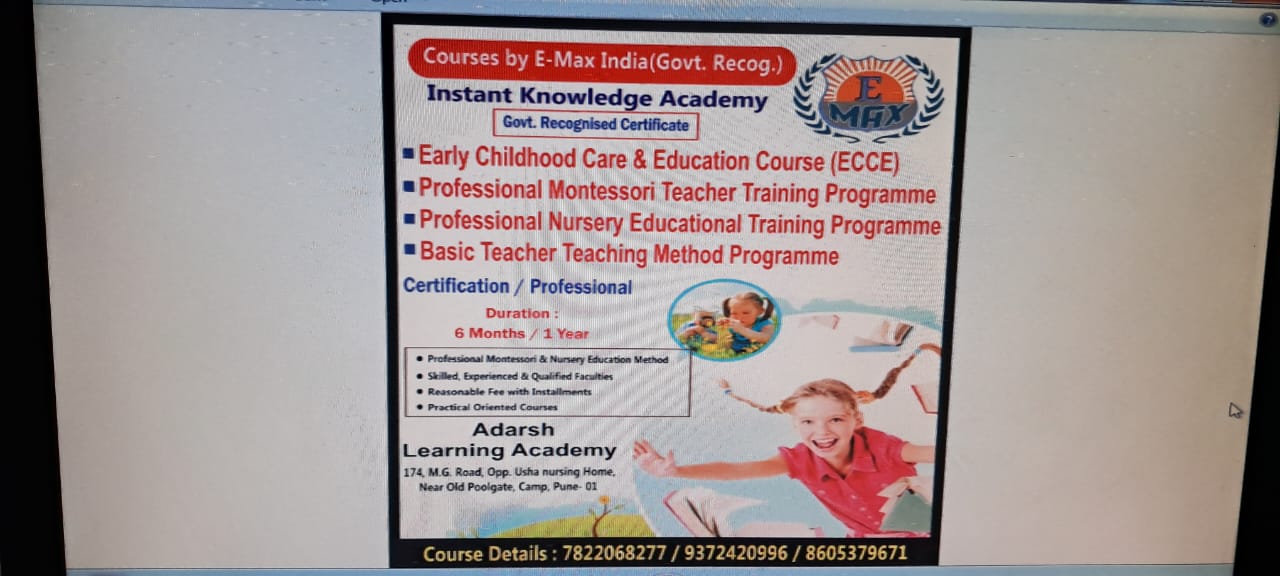 Open
Courses by E-Max India(Govt. Recog.)
E
MAX
Instant Knowledge Academy
Govt. Recognised Certificate
Early Childhood Care & Education Course (ECCE)
Professional Montessori Teacher Training Programme
Professional Nursery Educational Training Programme
Basic Teacher Teaching Method Programme
Certification / Professional
Duration :
6 Months / 1 Year
Professional Montessori & Nursery Education Method
Skilled, Experienced & Qualified Faculties
Reasonable Fee with Installments
Practical Oriented Courses
Adarsh
Learning Academy
174, M.G. Road, Opp. Usha nursing Home,
Near Old Poolgate, Camp, Pune- 01
Course Details : 7822068277 / 9372420996 / 8605379671